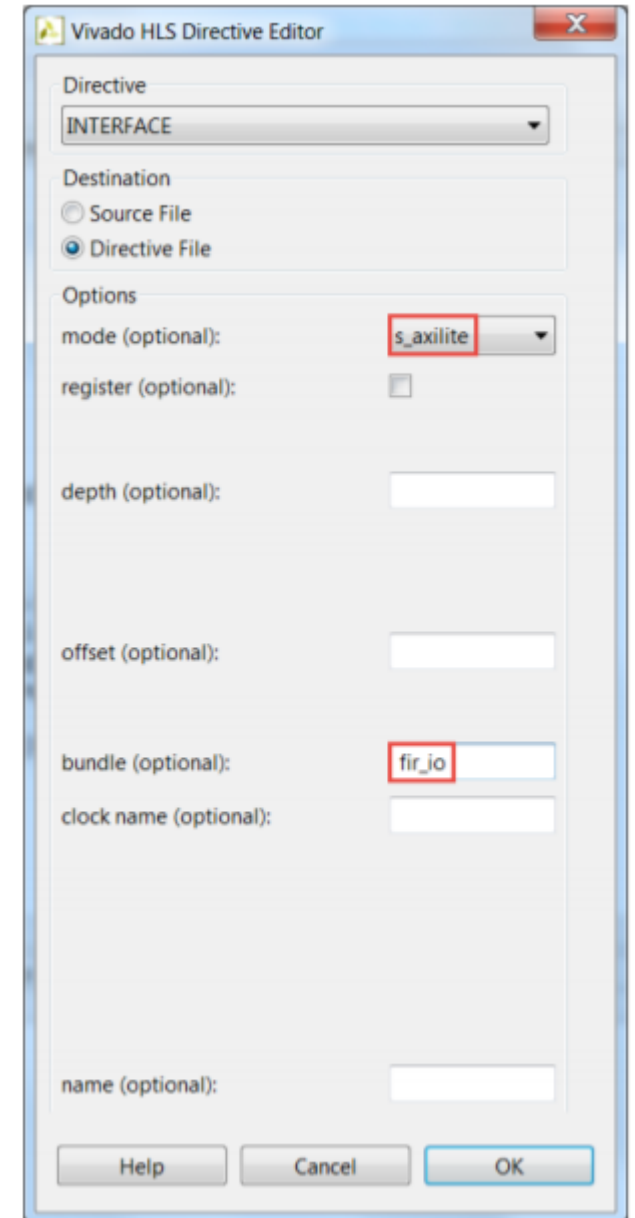 Vivado HLS Directive Editor
Directive
INTERFACE
Destination
Source File
Directive File
Options
mode (optional): s_axilite
register (optional):
depth (optional):
offset (optional):
bundle (optional): fir_io
clock name (optional):
name (optional):
Help Cancel OK